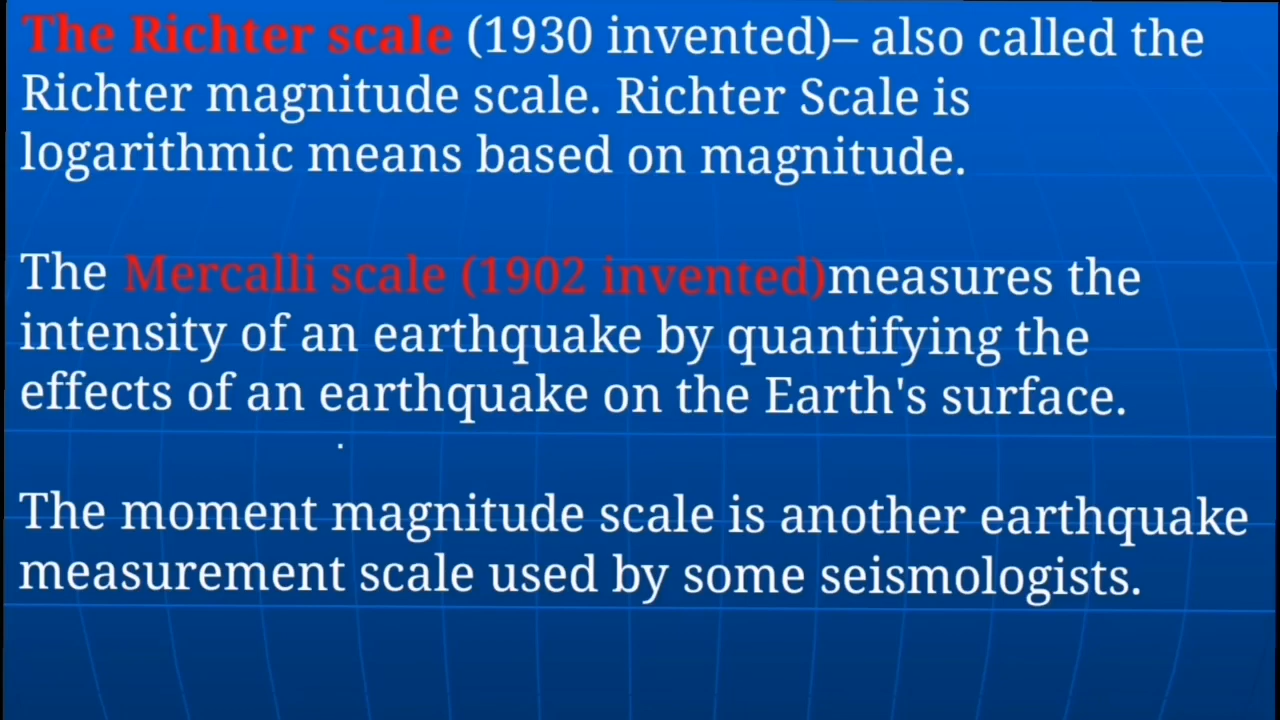 The Richter scale (1930 invented)– also called the
Richter magnitude scale. Richter Scale is
logarithmic means based on magnitude.
The Mercalli scale (1902 invented)measures the
intensity of an earthquake by quantifying the
effects of an earthquake on the Earth's surface.
The moment magnitude scale is another earthquake
measurement scale used by some seismologists.